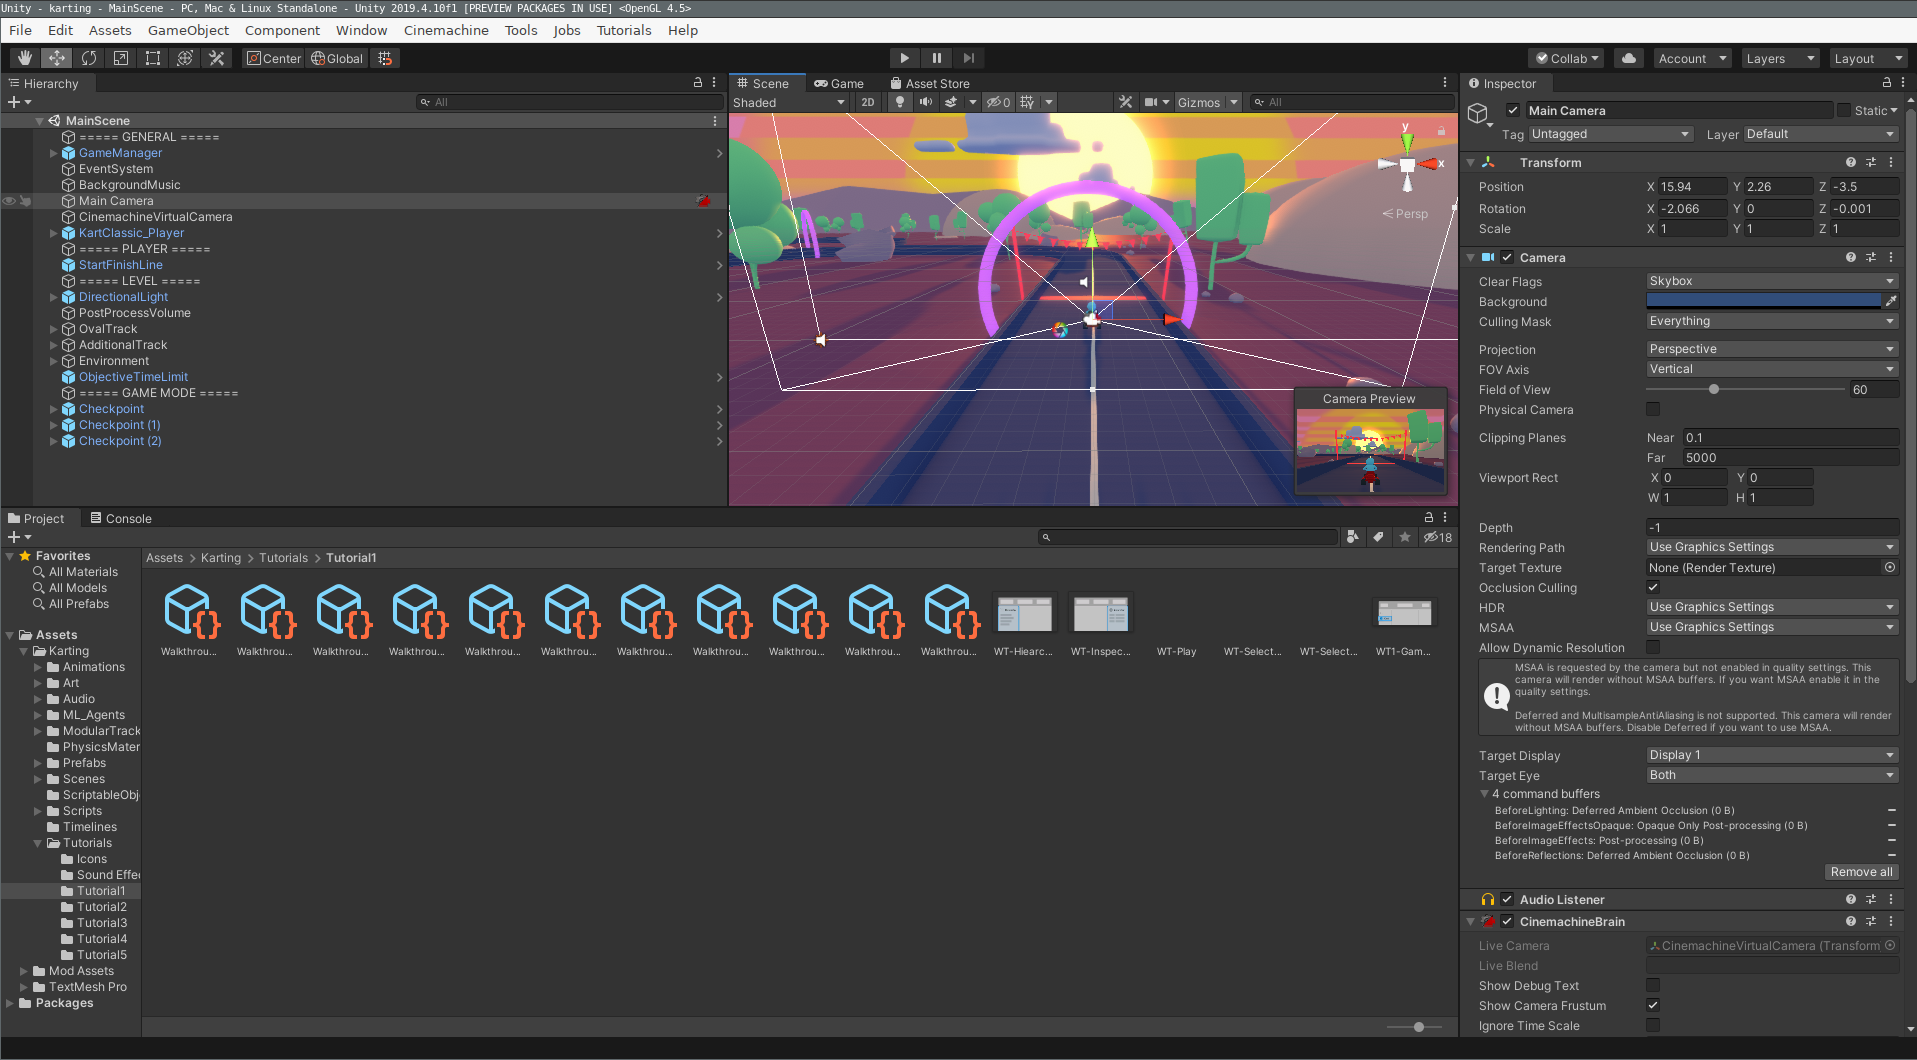 Unity - karting - MainScene - PC, Mac & Linux Standalone - Unity 2019.4.10f1 [PREVIEW PACKAGES IN USE] <OpenGL 4.5>
File Edit Assets GameObject Component Window Cinemachine Tools Jobs Tutorials Help
Center Global Collab Account Layers Layout
Hierarchy
All
MainScene
===== GENERAL =====
GameManager
EventSystem
BackgroundMusic
Main Camera
CinemachineVirtualCamera
KartClassic_Player
===== PLAYER =====
StartFinishLine
===== LEVEL =====
DirectionalLight
PostProcessVolume
OvalTrack
AdditionalTrack
Environment
ObjectiveTimeLimit
===== GAME MODE =====
Checkpoint
Checkpoint (1)
Checkpoint (2)
Scene Game Asset Store
Shaded 2D 0 Gizmos All
y
x
Persp
Camera Preview
Project Console
18
Favorites
All Materials
All Models
All Prefabs
Assets
Karting
Animations
Art
Audio
ML_Agents
ModularTrack
PhysicsMater
Prefabs
Scenes
ScriptableObj
Scripts
Timelines
Tutorials
Icons
Sound Effe
Tutorial1
Tutorial2
Tutorial3
Tutorial4
Tutorial5
Mod Assets
TextMesh Pro
Packages
Assets > Karting > Tutorials > Tutorial1
Walkthrou... Walkthrou... Walkthrou... Walkthrou... Walkthrou... Walkthrou... Walkthrou... Walkthrou... Walkthrou... Walkthrou... Walkthrou... WT-Hiearc... WT-Inspec... WT-Play WT-Select... WT-Select... WT1-Gam...
Inspector
Main Camera Static
Tag Untagged Layer Default
Transform
Position X 15.94 Y 2.26 Z -3.5
Rotation X -2.066 Y 0 Z -0.001
Scale X 1 Y 1 Z 1
Camera
Clear Flags Skybox
Background
Culling Mask Everything
Projection Perspective
FOV Axis Vertical
Field of View 60
Physical Camera
Clipping Planes Near 0.1
Far 5000
Viewport Rect X 0 Y 0
W 1 H 1
Depth -1
Rendering Path Use Graphics Settings
Target Texture None (Render Texture)
Occlusion Culling
HDR Use Graphics Settings
MSAA Use Graphics Settings
Allow Dynamic Resolution
MSAA is requested by the camera but not enabled in quality settings. This
camera will render without MSAA buffers. If you want MSAA enable it in the
quality settings.
Deferred and MultisampleAntiAliasing is not supported. This camera will render
without MSAA buffers. Disable Deferred if you want to use MSAA.
Target Display Display 1
Target Eye Both
4 command buffers
BeforeLighting: Deferred Ambient Occlusion (0 B)
BeforeImageEffectsOpaque: Opaque Only Post-processing (0 B)
BeforeImageEffects: Post-processing (0 B)
BeforeReflections: Deferred Ambient Occlusion (0 B)
Remove all
Audio Listener
CinemachineBrain
Live Camera CinemachineVirtualCamera (Transform
Live Blend
Show Debug Text
Show Camera Frustum
Ignore Time Scale